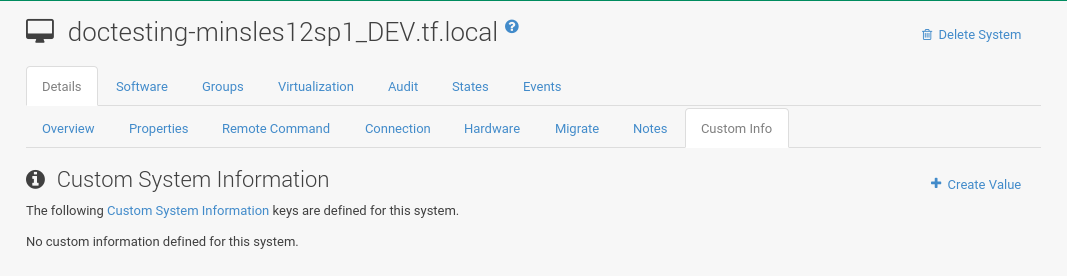 doctesting-minsles12sp1_DEV.tf.local ?
Delete System
Details Software Groups Virtualization Audit States Events
Overview Properties Remote Command Connection Hardware Migrate Notes Custom Info
Custom System Information
+ Create Value
The following Custom System Information keys are defined for this system.
No custom information defined for this system.